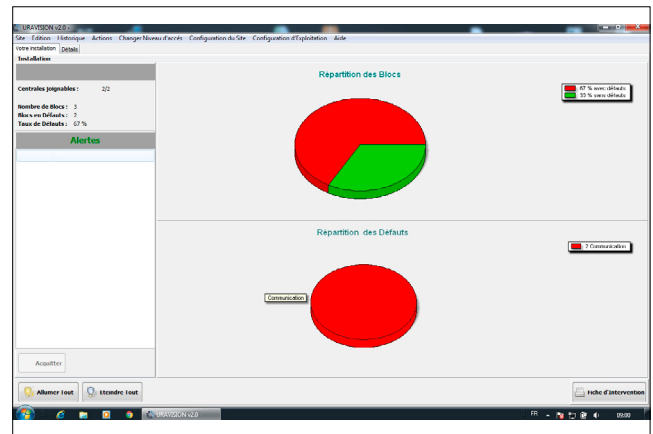 URAVISION v2.0 -
Site Edition Historique Actions Changer Niveau d'accés Configuration du Site Configuration d'Exploitation Aide
Votre Installation Détails
Installation
Centrales Joignables : 2/2
Nombre de Blocs : 3
Blocs en Défauts : 2
Taux de Défauts : 67 %
Alertes
Acquitter
Répartition des Blocs
67 % avec défauts
33 % sans défauts
Répartition des Défauts
2 Communication
Communication
Allumer Tout Eteindre Tout Fiche d'Intervention
URAVISION v2.0 FR 09:00